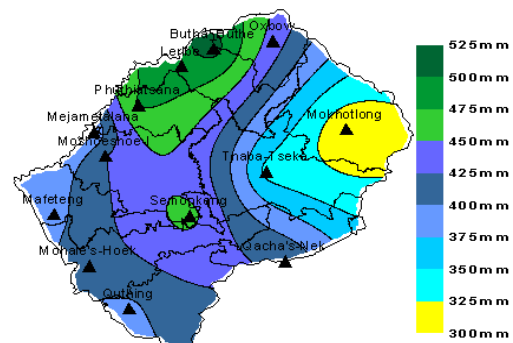 Butha-Buthe
Oxbow
Leribe
Phuthiatsana
Mejametalana
Moshoeshoe-I
Mokhotlong
Thaba-Tseka
Mafeteng
Semonkong
Qacha's-Nek
Mohale's-Hoek
Quthing
525mm
500mm
475mm
450mm
425mm
400mm
375mm
350mm
325mm
300mm